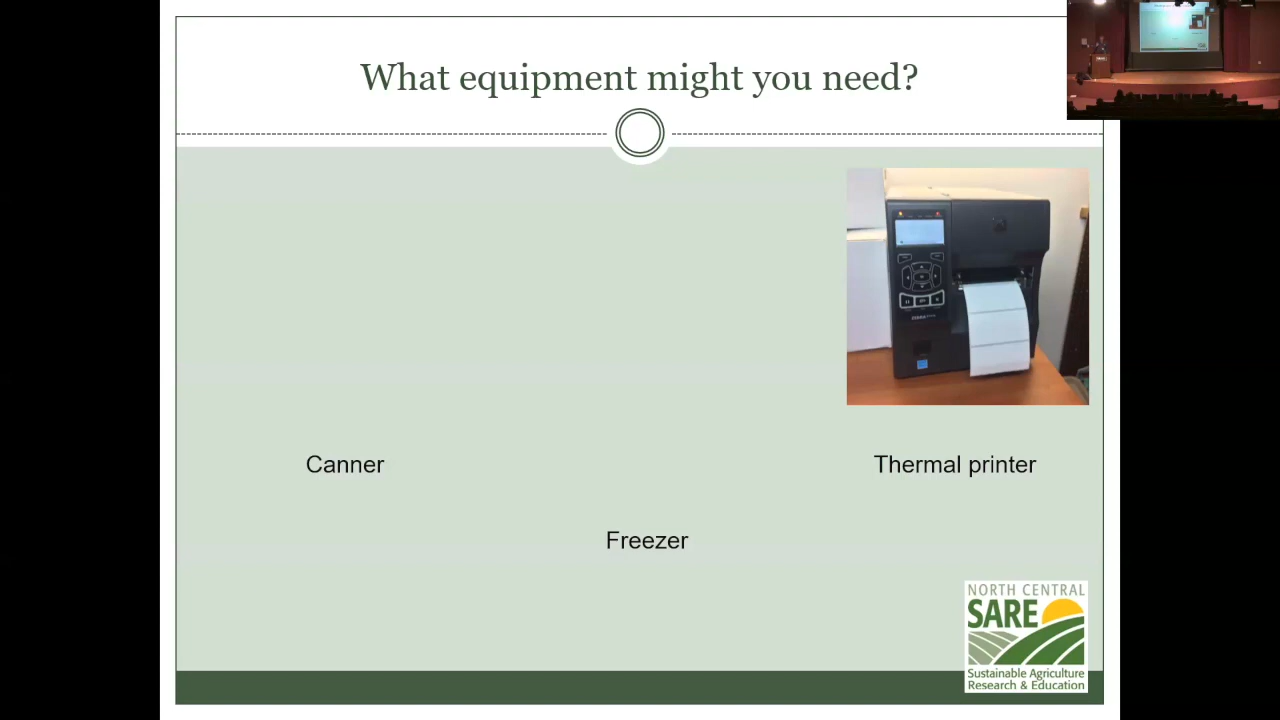 What equipment might you need?
Canner
Thermal printer
Freezer
NORTH CENTRAL
SARE
Sustainable Agriculture
Research & Education